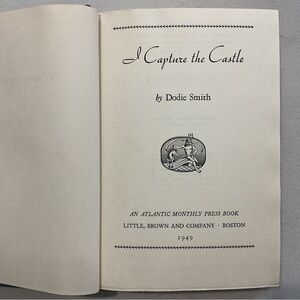 I Capture the Castle
by Dodie Smith
AN ATLANTIC MONTHLY PRESS BOOK
LITTLE, BROWN AND COMPANY · BOSTON
1949